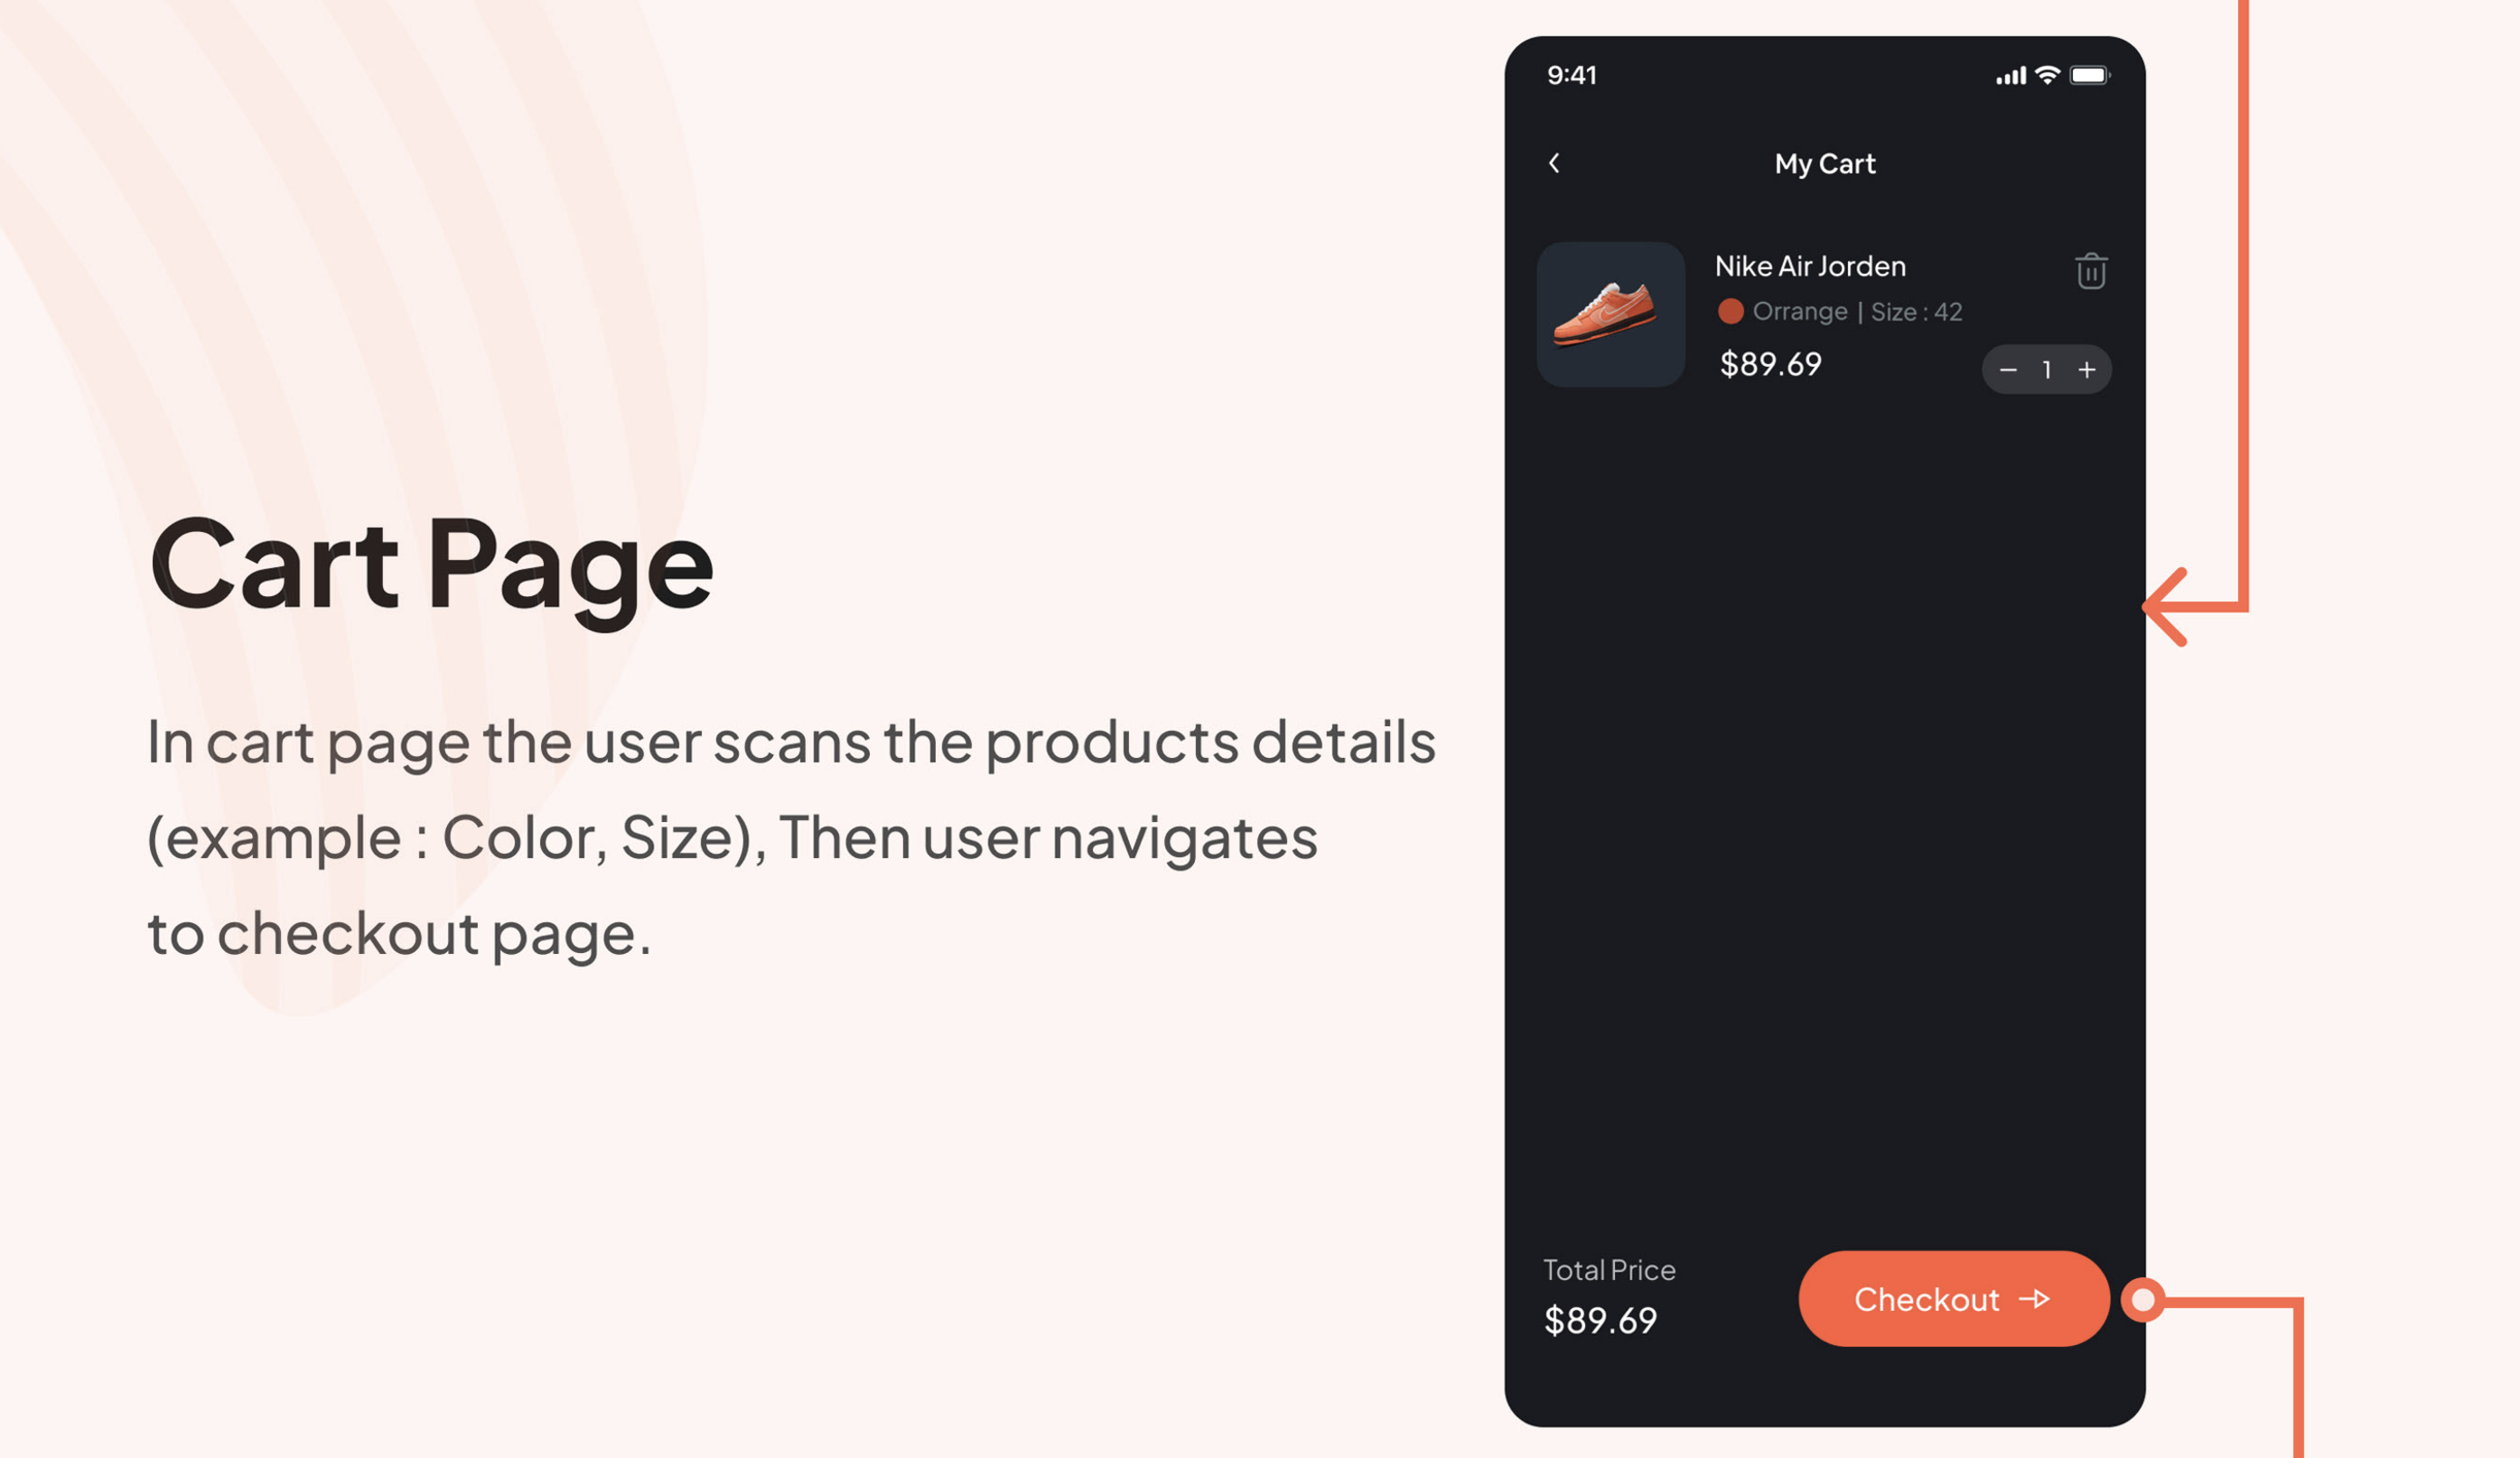 Cart Page
In cart page the user scans the products details
(example : Color, Size), Then user navigates
to checkout page.
9:41
My Cart
Nike Air Jorden
Orrange | Size : 42
$89.69
1
Total Price
$89.69
Checkout